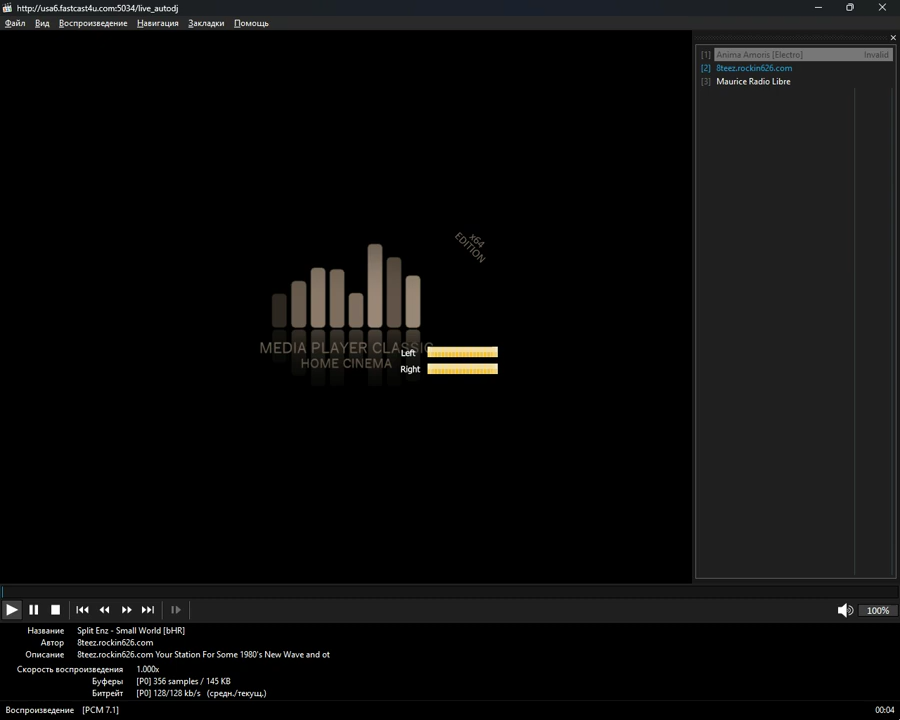 http://usa6.fastcast4u.com:5034/live_autodj
Файл Вид Воспроизведение Навигация Закладки Помощь
[1] Anima Amoris [Electro] Invalid
[2] 8teez.rockin626.com
[3] Maurice Radio Libre
x64
EDITION
MEDIA PLAYER CLASSIC
HOME CINEMA
Left
Right
100%
Название Split Enz - Small World [bHR]
Автор 8teez.rockin626.com
Описание 8teez.rockin626.com Your Station For Some 1980's New Wave and ot
Скорость воспроизведения 1.000x
Буферы [P0] 356 samples / 145 KB
Битрейт [P0] 128/128 kb/s (средн./текущ.)
Воспроизведение [PCM 7.1] 00:04